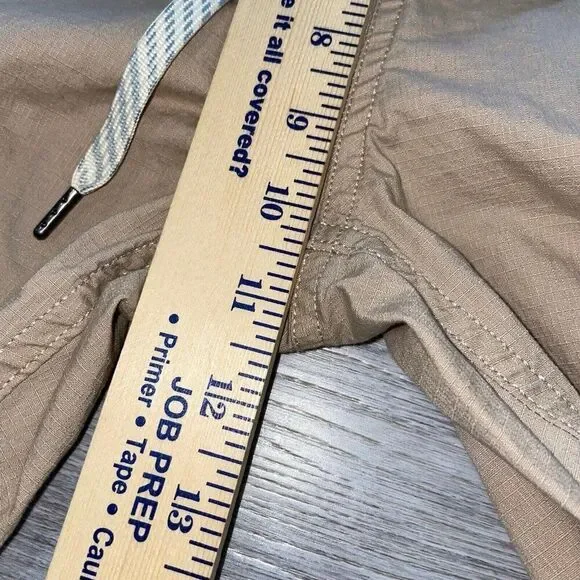 e it all covered?
8
9
10
11
12
13
JOB PREP
• Primer • Tape • Cau